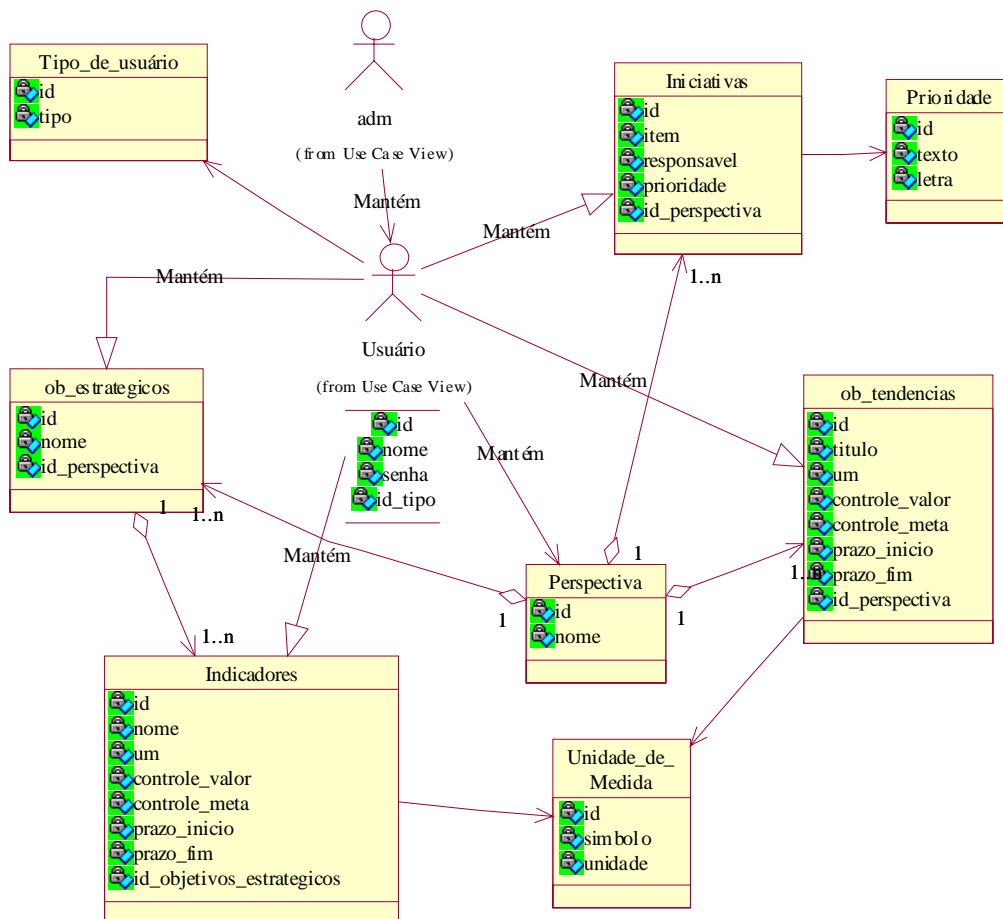 Tipo_de_usuário
id
tipo
adm
(from Use Case View)
Mantém
Iniciativas
id
item
responsavel
prioridade
id_perspectiva
Prioridade
id
texto
letra
Mantém
Mantém
1..n
Usuário
(from Use Case View)
id
nome
senha
id_tipo
Mantém
Mantém
Mantém
ob_estrategicos
id
nome
id_perspectiva
1
1..n
ob_tendencias
id
titulo
um
controle_valor
controle_meta
prazo_inicio
prazo_fim
id_perspectiva
1..n
1
1
1
Perspectiva
id
nome
1..n
Indicadores
id
nome
um
controle_valor
controle_meta
prazo_inicio
prazo_fim
id_objetivos_estrategicos
Unidade_de_
Medida
id
simbolo
unidade